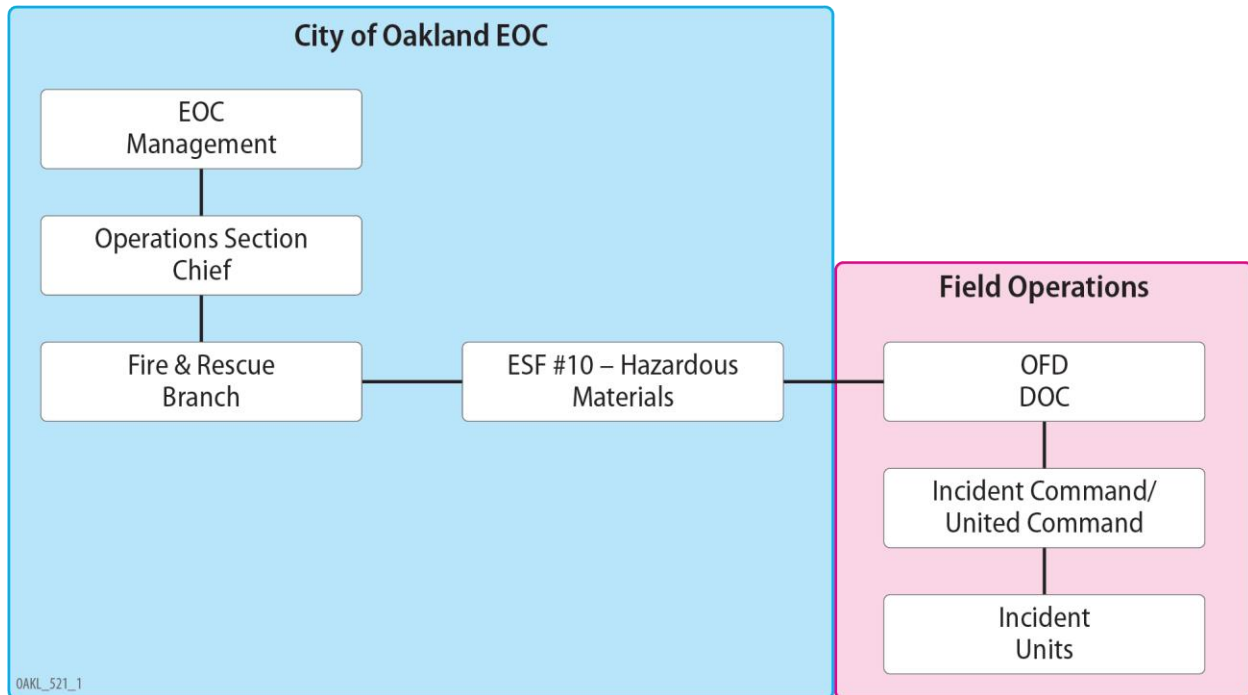 City of Oakland EOC
EOC
Management
Operations Section
Chief
Fire & Rescue
Branch
ESF #10 – Hazardous
Materials
Field Operations
OFD
DOC
Incident Command/
United Command
Incident
Units
OAKL_521_1